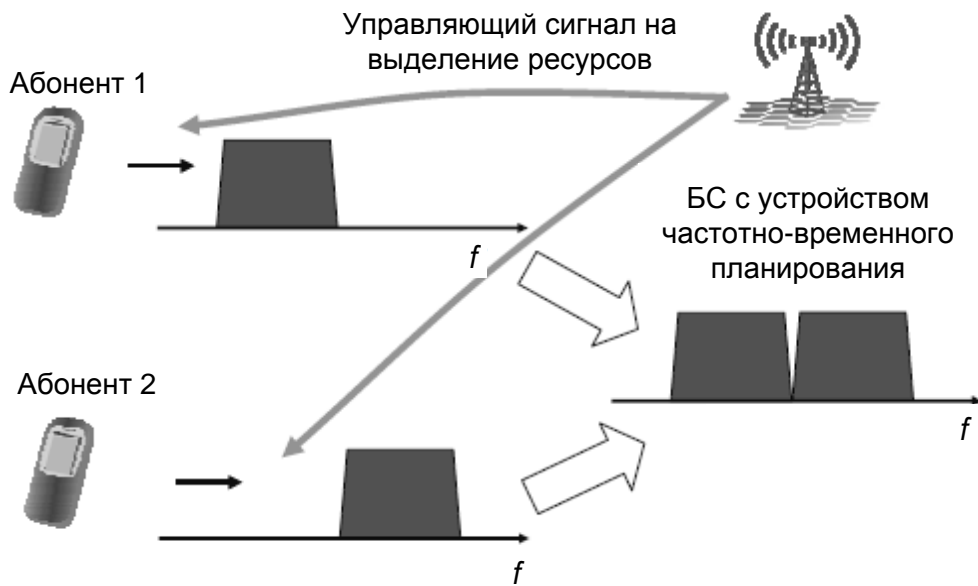 Управляющий сигнал на
выделение ресурсов
Абонент 1
f
БС с устройством
частотно-временного
планирования
Абонент 2
f
f